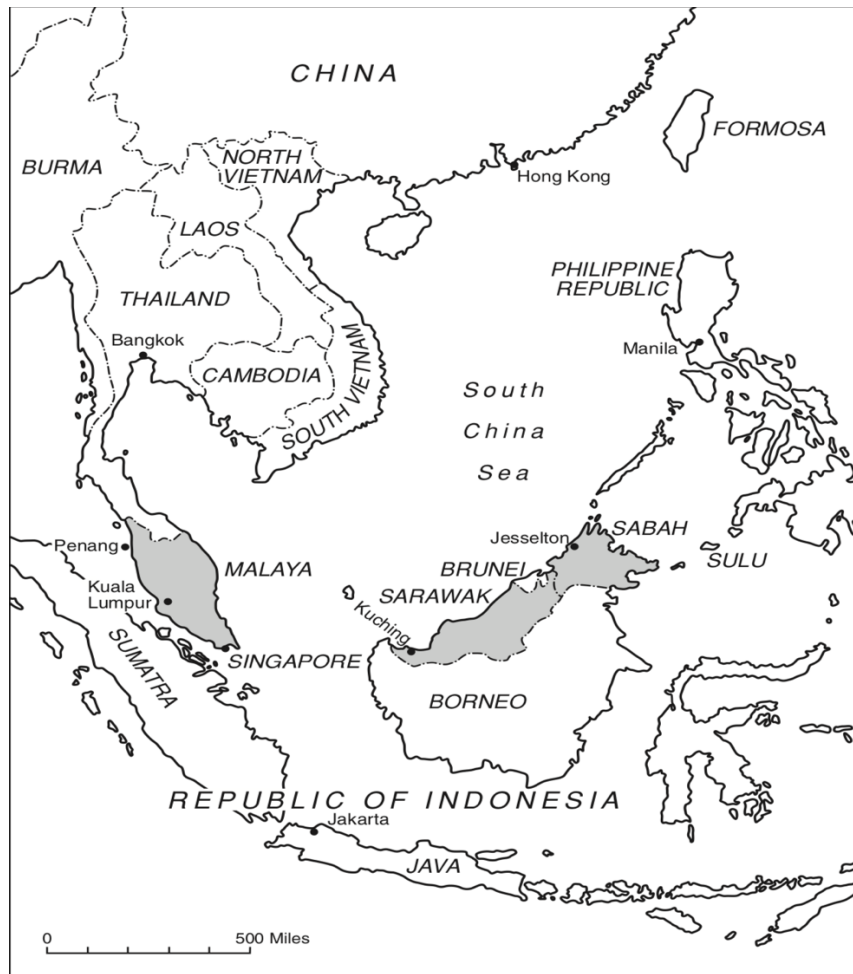 CHINA
FORMOSA
BURMA
NORTH
VIETNAM
Hong Kong
LAOS
PHILIPPINE
REPUBLIC
THAILAND
Bangkok
Manila
CAMBODIA
SOUTH VIETNAM
South
China
Sea
Penang
MALAYA
Jesselton
SABAH
SULU
BRUNEI
SARAWAK
Kuala
Lumpur
Kuching
SUMATRA
SINGAPORE
BORNEO
REPUBLIC OF INDONESIA
Jakarta
JAVA
0 500 Miles